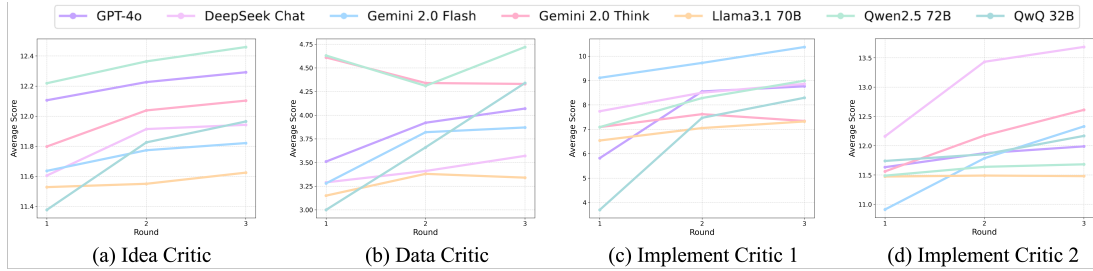 GPT-4o DeepSeek Chat Gemini 2.0 Flash Gemini 2.0 Think Llama3.1 70B Qwen2.5 72B QwQ 32B
Average Score
12.4
12.2
12.0
11.8
11.6
11.4
1 2 3
Round
(a) Idea Critic
Average Score
4.75
4.50
4.25
4.00
3.75
3.50
3.25
3.00
1 2 3
Round
(b) Data Critic
Average Score
10
9
8
7
6
5
4
1 2 3
Round
(c) Implement Critic 1
Average Score
13.5
13.0
12.5
12.0
11.5
11.0
1 2 3
Round
(d) Implement Critic 2